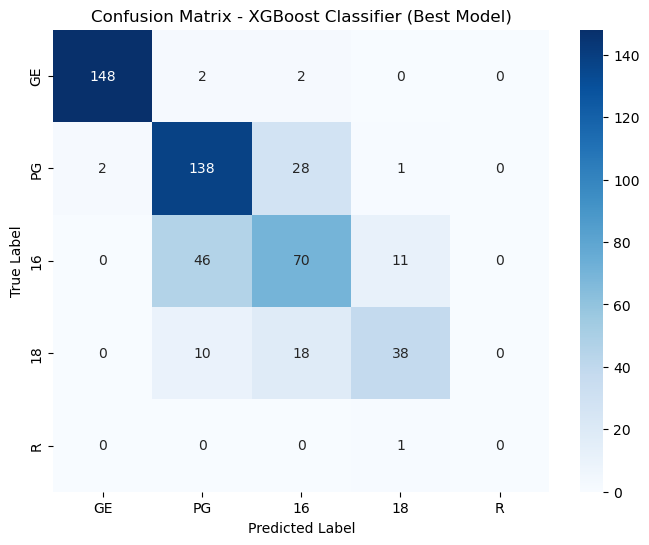 Confusion Matrix - XGBoost Classifier (Best Model)
GE 148 2 2 0 0
PG 2 138 28 1 0
16 0 46 70 11 0
18 0 10 18 38 0
R 0 0 0 1 0
GE PG 16 18 R
True Label
Predicted Label
140
120
100
80
60
40
20
0